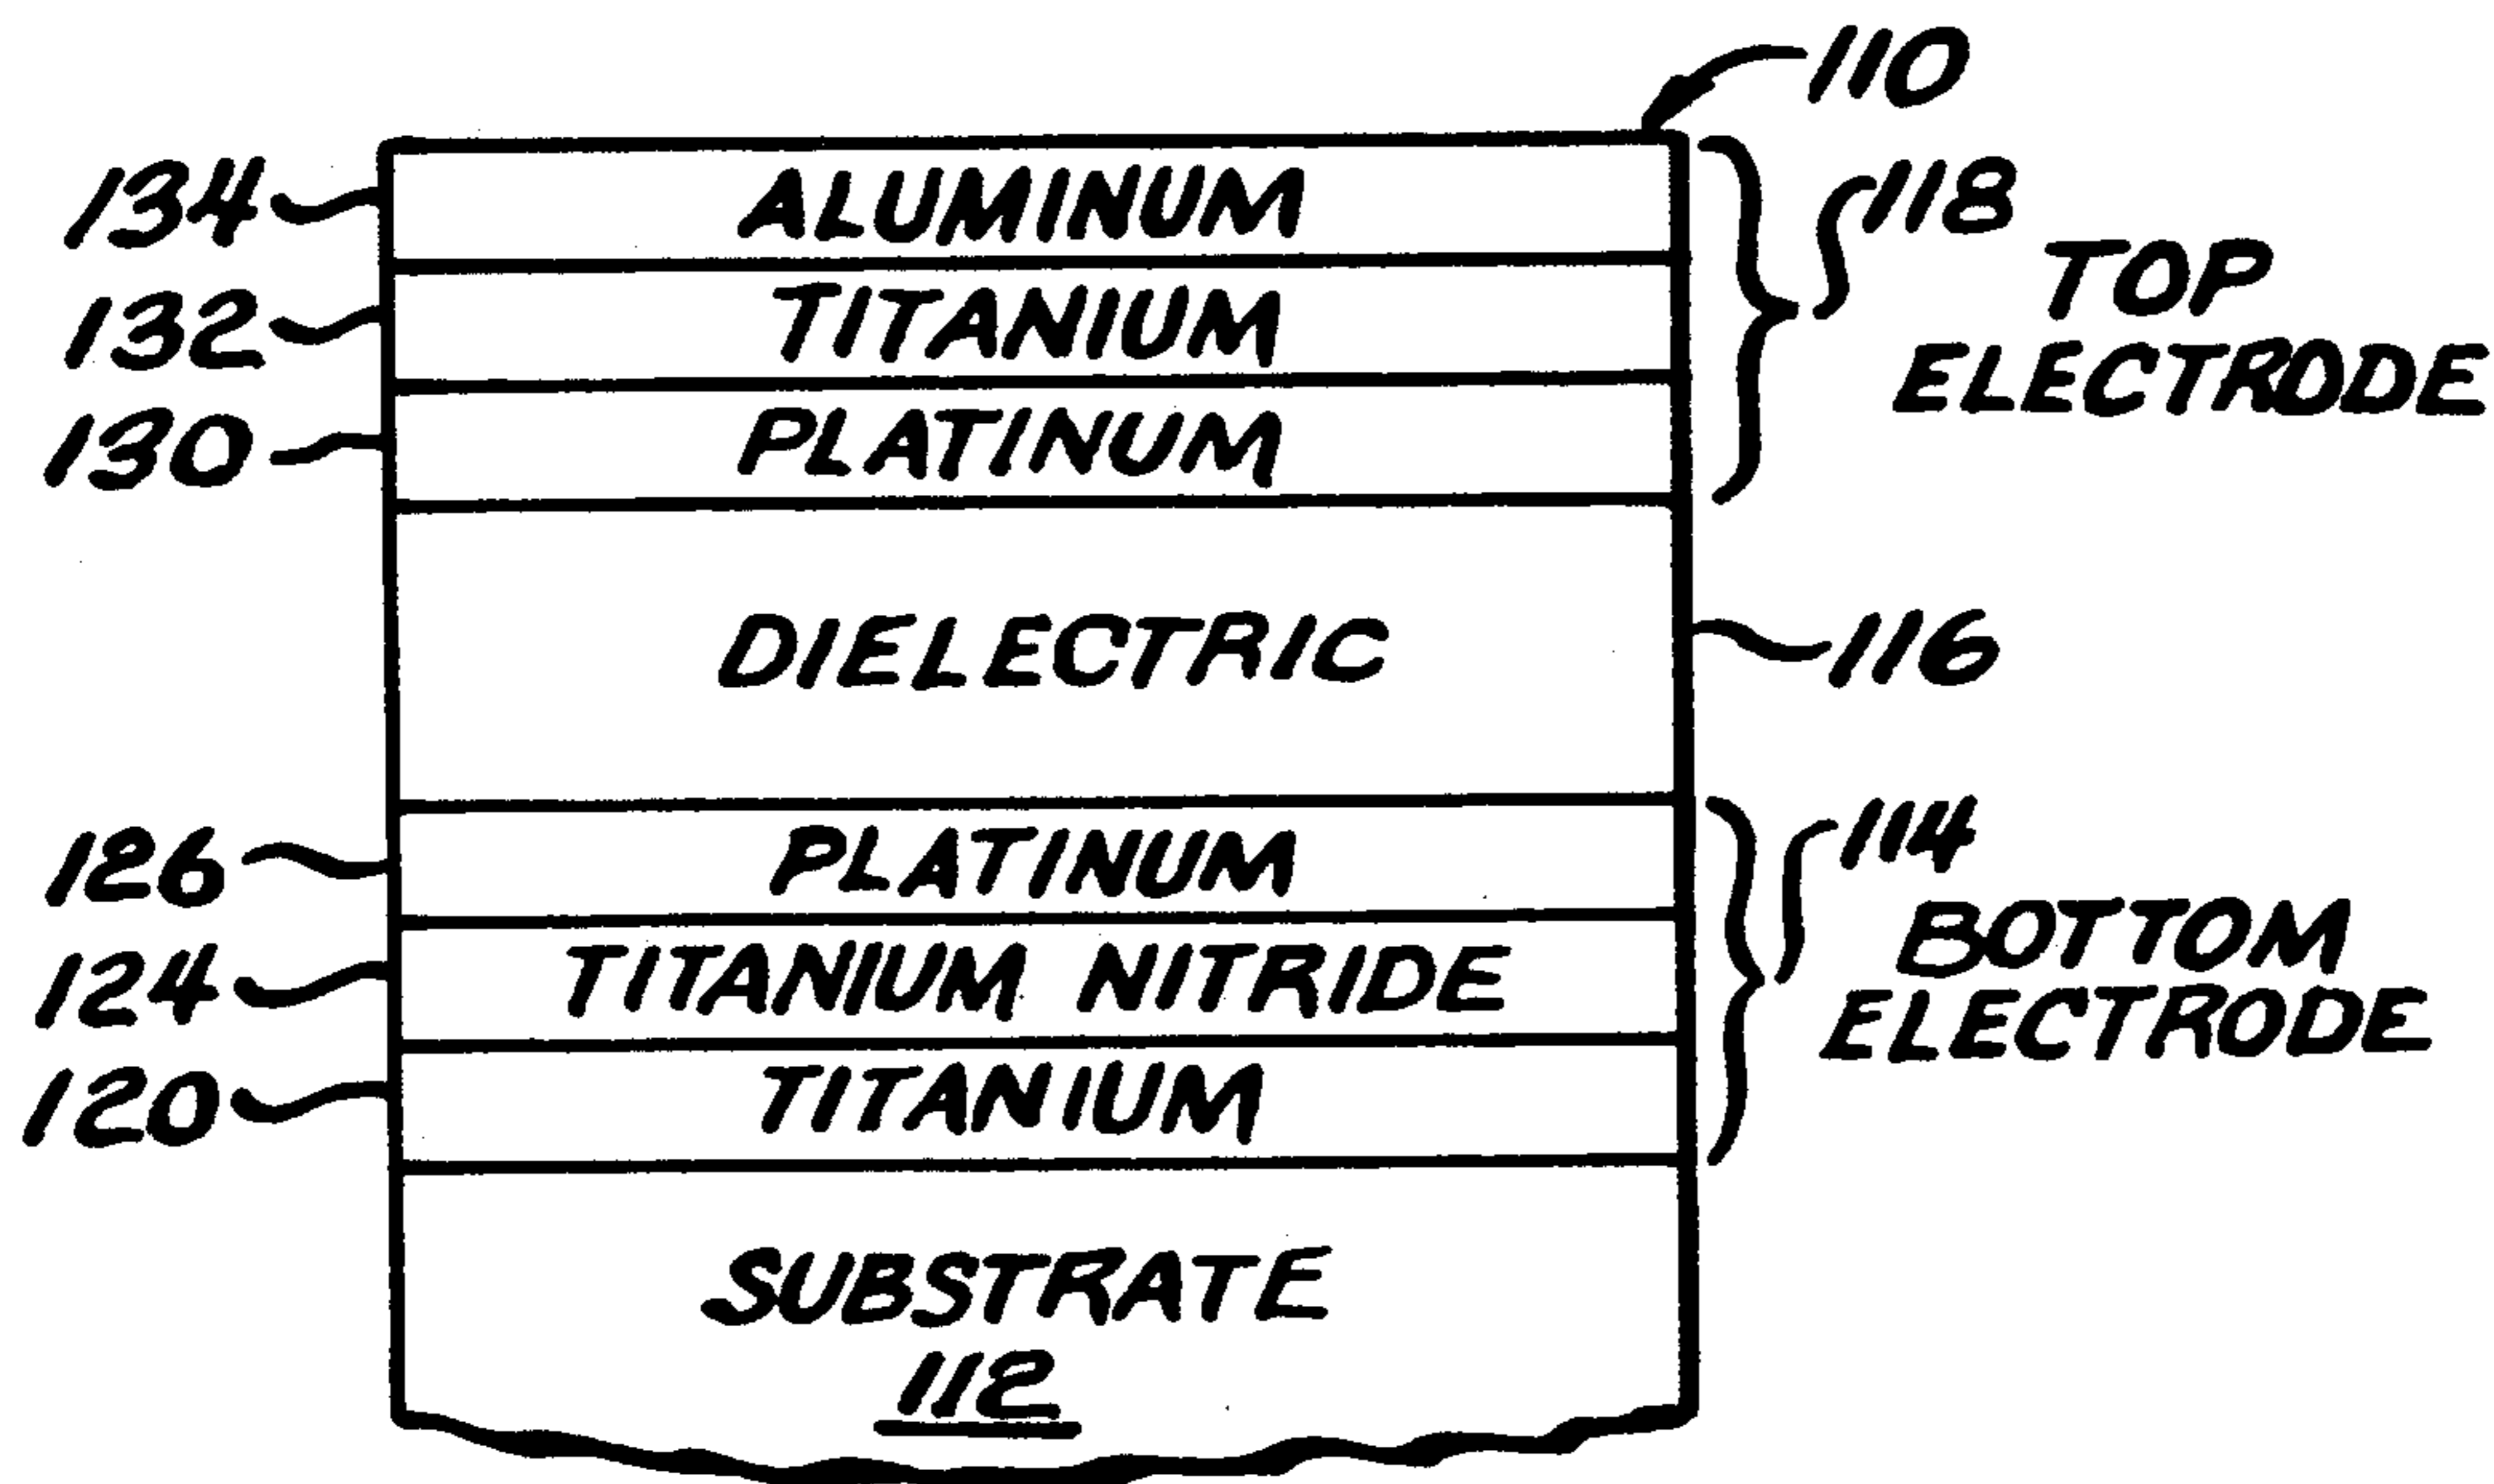 110
134 ALUMINUM
118
TOP
ELECTRODE
132 TITANIUM
130 PLATINUM
DIELECTRIC 116
126 PLATINUM
114
BOTTOM
ELECTRODE
124 TITANIUM NITRIDE
120 TITANIUM
SUBSTRATE
112